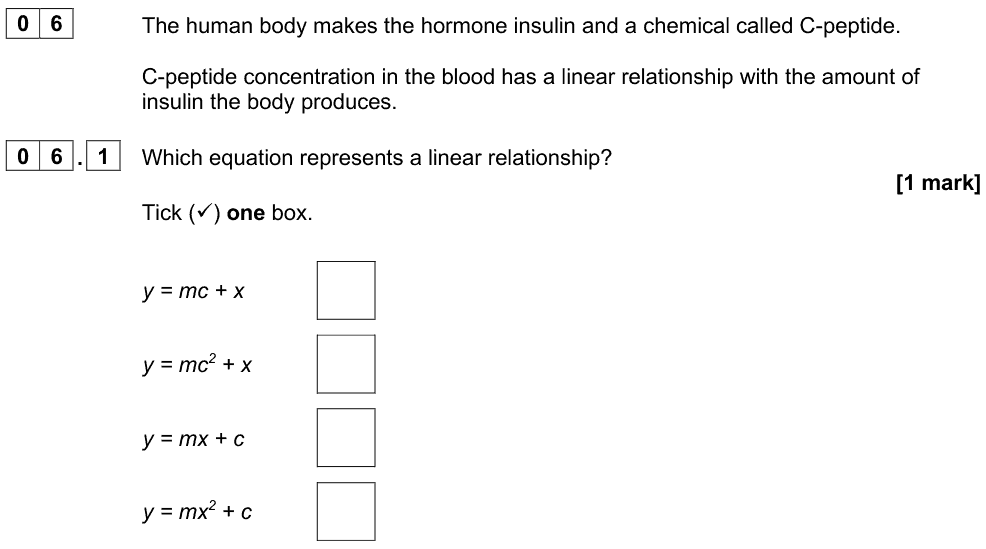 0 6 The human body makes the hormone insulin and a chemical called C-peptide.
C-peptide concentration in the blood has a linear relationship with the amount of
insulin the body produces.
0 6 . 1 Which equation represents a linear relationship?
[1 mark]
Tick (✓) one box.
y = mc + x
y = mc² + x
y = mx + c
y = mx² + c